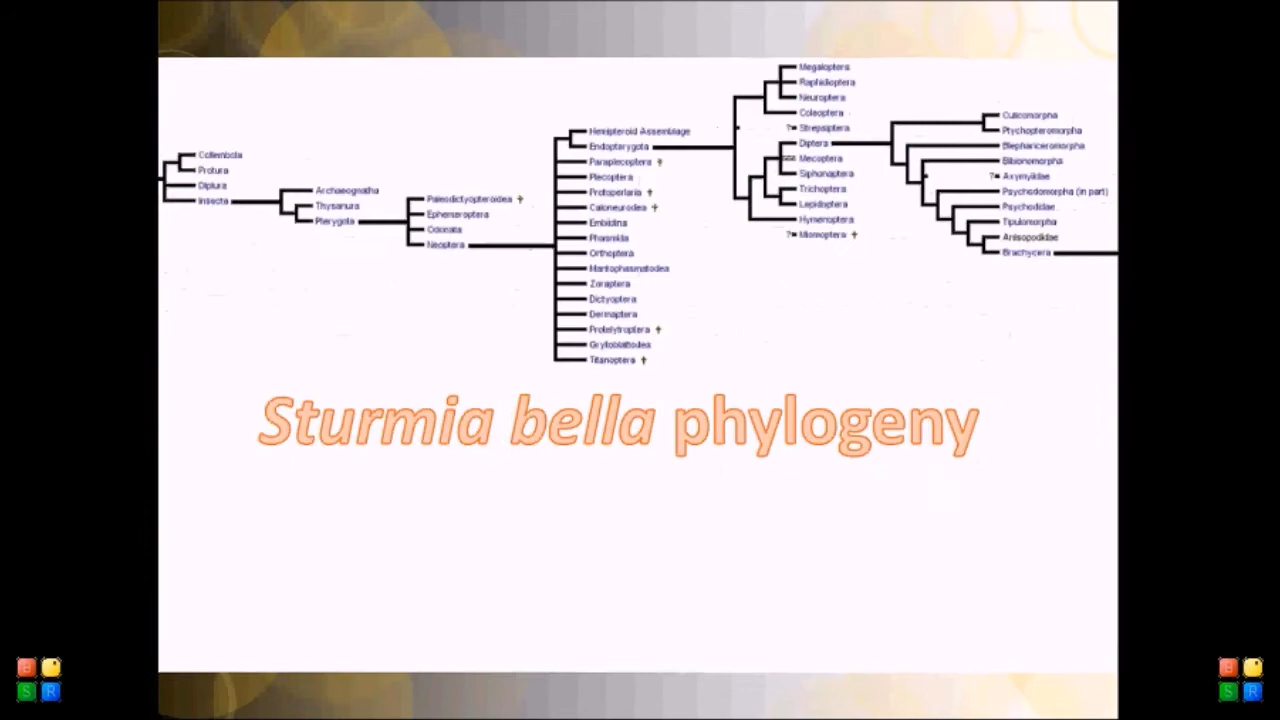 Collembola
Protura
Diplura
Insecta
Archaeognatha
Thysanura
Pterygota
Paleodictyopteroidea †
Ephemeroptera
Odonata
Neoptera
Hemipteroid Assemblage
Endopterygota
Paraplecoptera †
Plecoptera
Protoperlaria †
Caloneurodea †
Embiidina
Phasmida
Orthoptera
Mantophasmatodea
Zoraptera
Dictyoptera
Dermaptera
Protelytroptera †
Grylloblattodea
Titanoptera †
Megaloptera
Raphidioptera
Neuroptera
Coleoptera
? Strepsiptera
Diptera
Mecoptera
Siphonaptera
Trichoptera
Lepidoptera
Hymenoptera
? Miomoptera †
Culicomorpha
Ptychopteromorpha
Blephariceromorpha
Bibionomorpha
? Axymyiidae
Psychodomorpha (in part)
Psychodidae
Tipulomorpha
Anisopodidae
Brachycera
Sturmia bella phylogeny
S R
S R